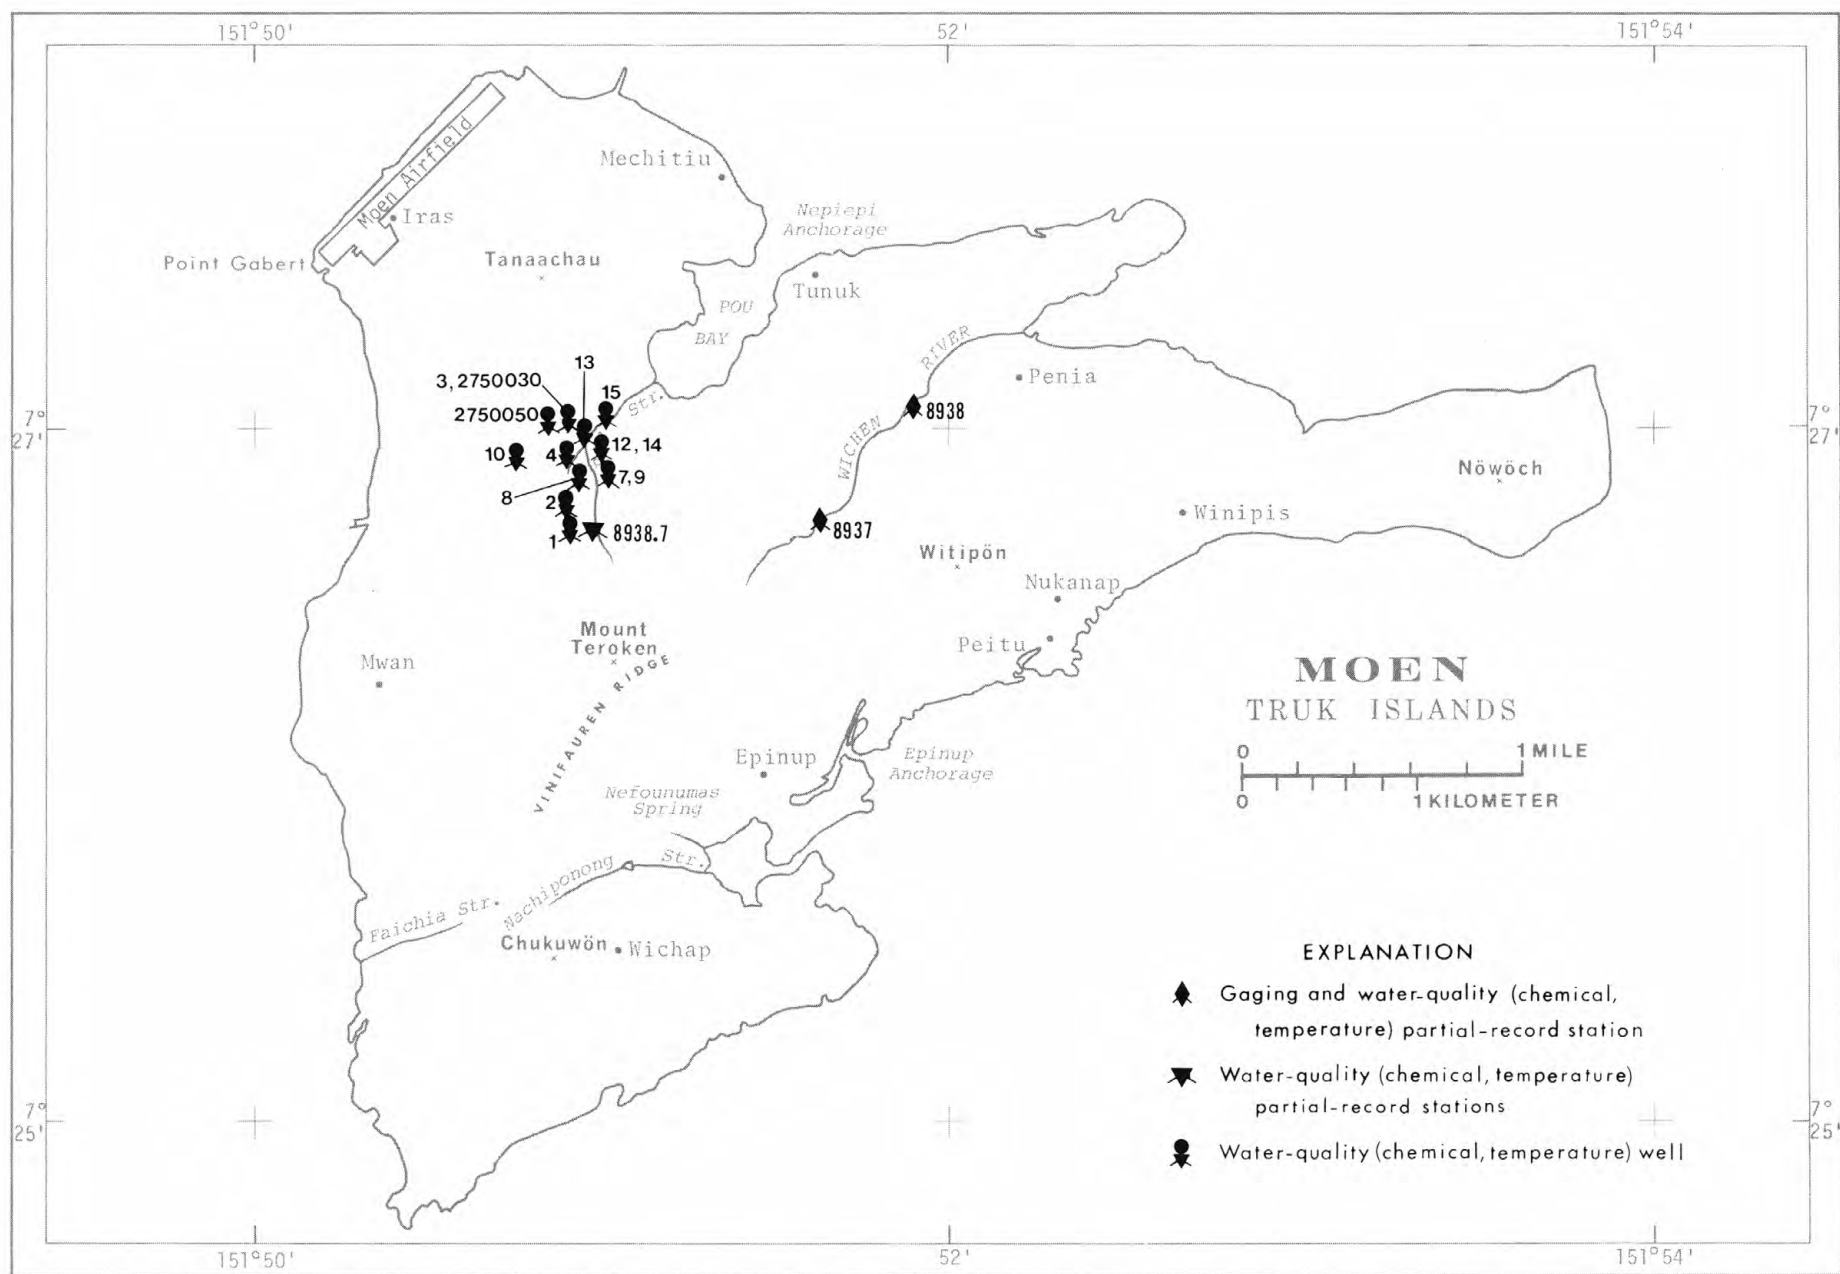 151°50'
52'
151°54'
Mechitiu
Moen Airfield
Iras
Nepiepi
Anchorage
Point Gabert
Tanaachau
Tunuk
POU
BAY
RIVER
13
3, 2750030
15
Penia
Str.
2750050
8938
7°
27'
7°
27'
WICHEN
12, 14
10
4
7,9
Nöwöch
8
2
Winipis
1
8938.7
8937
Witipön
Nukanap
Mount
Teroken
Peitu
Mwan
VINIFAUREN RIDGE
MOEN
TRUK ISLANDS
0
1 MILE
0
1 KILOMETER
Epinup
Epinup
Anchorage
Nefounumas
Spring
Nachiponong Str.
Faichia Str.
Chukuwön
Wichap
EXPLANATION
Gaging and water-quality (chemical,
temperature) partial-record station
Water-quality (chemical, temperature)
partial-record stations
Water-quality (chemical, temperature) well
7°
25'
7°
25'
151°50'
52'
151°54'